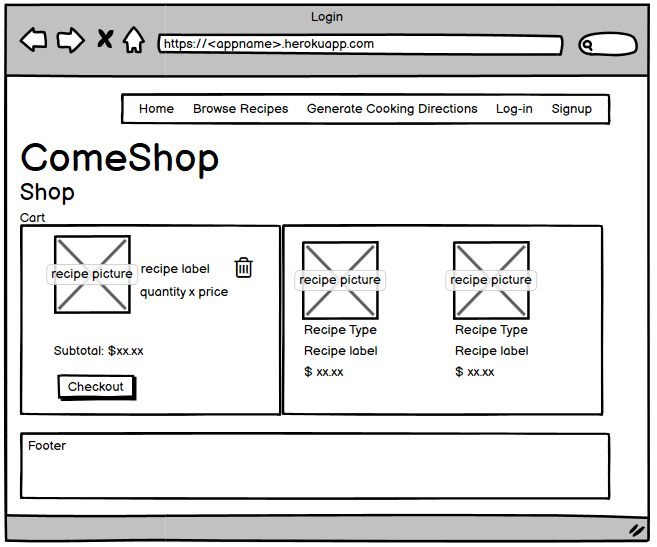 Login
https://<appname>.herokuapp.com
Home Browse Recipes Generate Cooking Directions Log-in Signup
ComeShop
Shop
Cart
recipe picture
recipe label
quantity x price
Subtotal: $xx.xx
Checkout
recipe picture
Recipe Type
Recipe label
$ xx.xx
recipe picture
Recipe Type
Recipe label
$ xx.xx
Footer